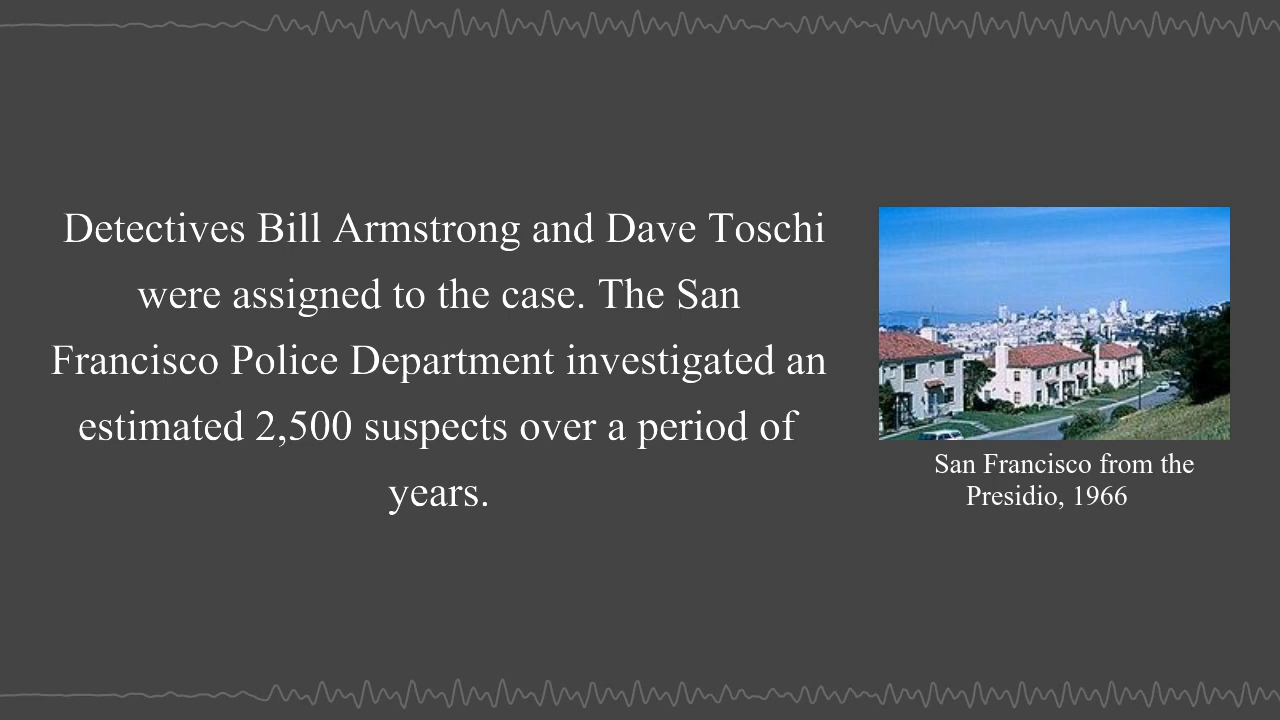 Detectives Bill Armstrong and Dave Toschi
were assigned to the case. The San
Francisco Police Department investigated an
estimated 2,500 suspects over a period of
years.
San Francisco from the
Presidio, 1966